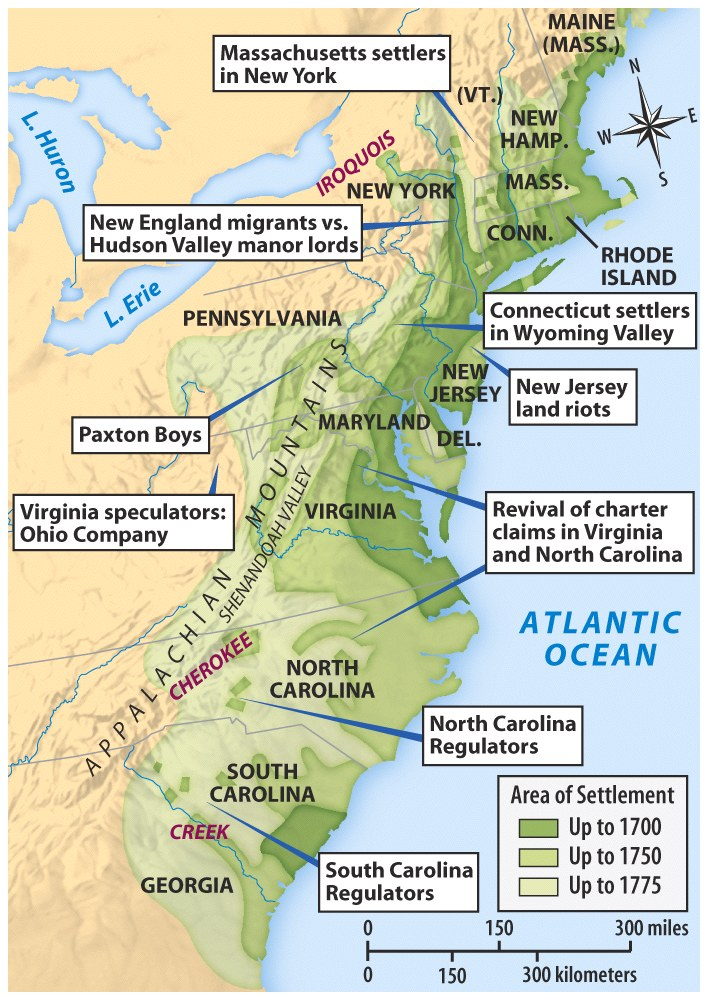 MAINE
(MASS.)
Massachusetts settlers
in New York
(VT.)
N
W
E
S
NEW
HAMP.
L. Huron
IROQUOIS
MASS.
NEW YORK
New England migrants vs.
Hudson Valley manor lords
CONN.
RHODE
ISLAND
L. Erie
PENNSYLVANIA
Connecticut settlers
in Wyoming Valley
NEW
JERSEY
New Jersey
land riots
Paxton Boys
MARYLAND
DEL.
APPALACHIAN MOUNTAINS
SHENANDOAH VALLEY
Virginia speculators:
Ohio Company
VIRGINIA
Revival of charter
claims in Virginia
and North Carolina
ATLANTIC
OCEAN
CHEROKEE
NORTH
CAROLINA
North Carolina
Regulators
SOUTH
CAROLINA
CREEK
GEORGIA
South Carolina
Regulators
Area of Settlement
Up to 1700
Up to 1750
Up to 1775
0 150 300 miles
0 150 300 kilometers